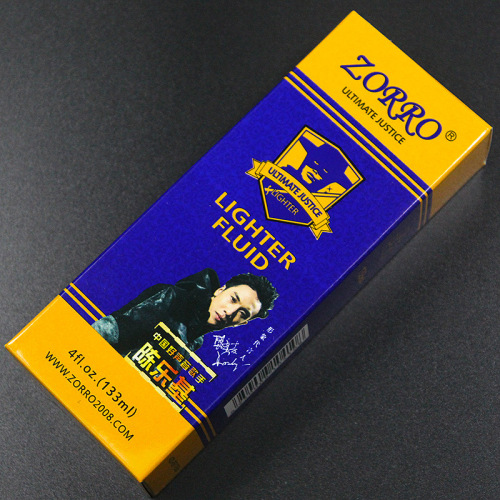 ZORRO®
ULTIMATE JUSTICE
ULTIMATE JUSTICE
LIGHTER
LIGHTER
FLUID
中国好声音歌手
陈乐基
4fl.oz.(133ml)
WWW.ZORRO2008.COM